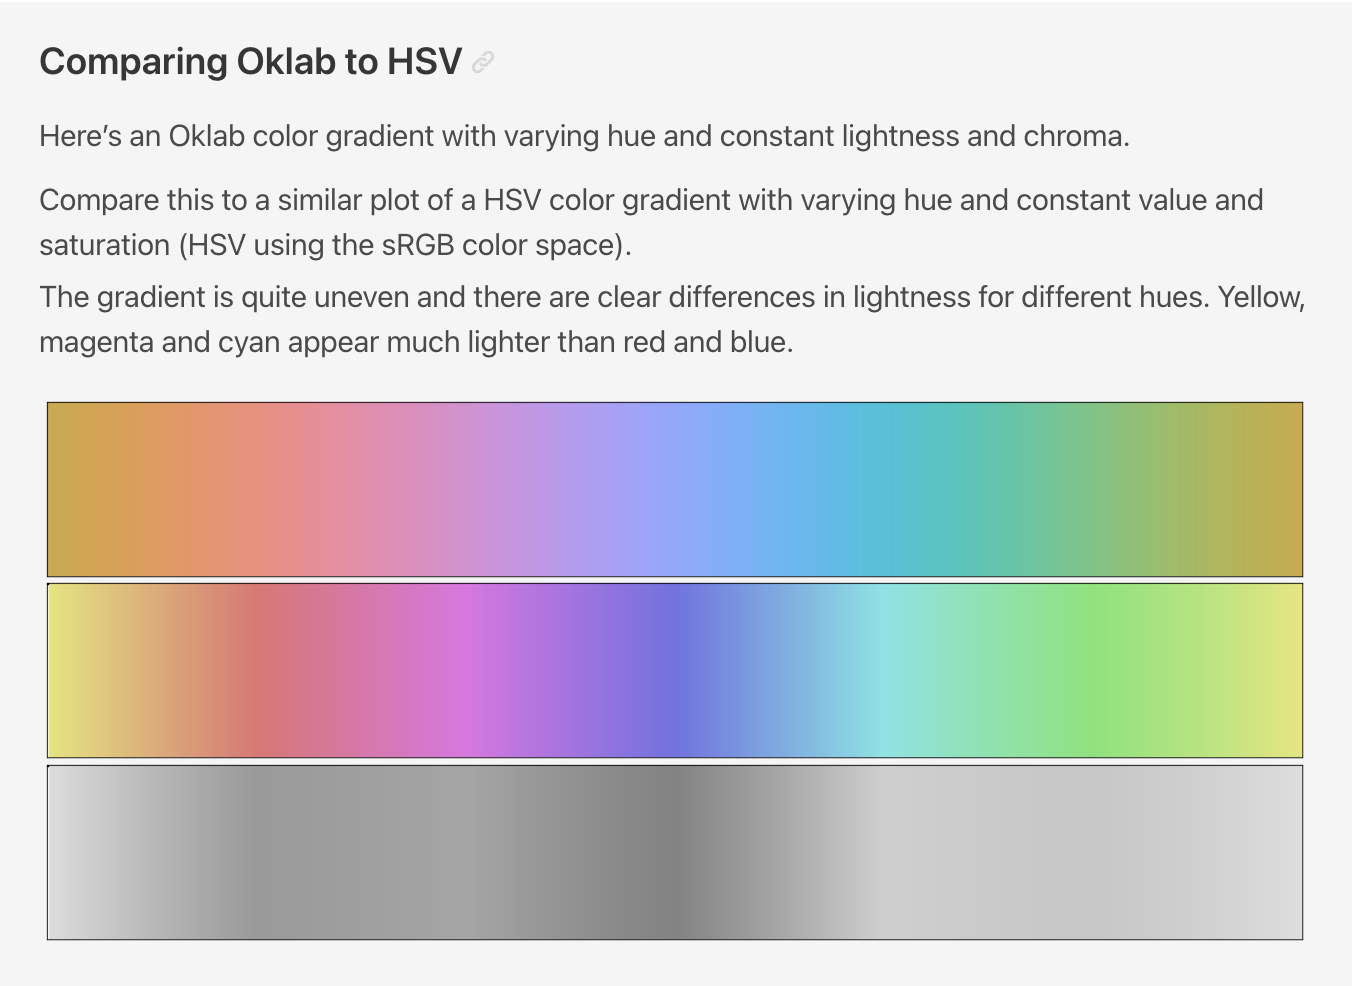 Comparing Oklab to HSV
Here’s an Oklab color gradient with varying hue and constant lightness and chroma.
Compare this to a similar plot of a HSV color gradient with varying hue and constant value and
saturation (HSV using the sRGB color space).
The gradient is quite uneven and there are clear differences in lightness for different hues. Yellow,
magenta and cyan appear much lighter than red and blue.